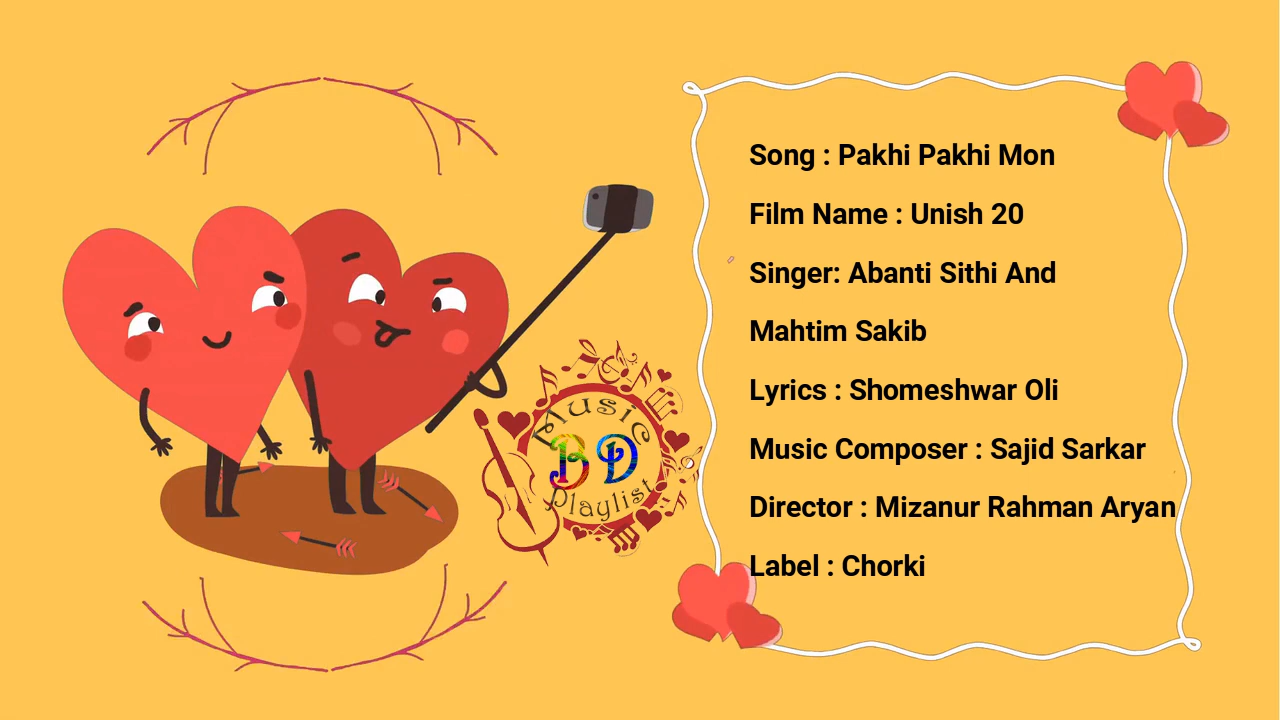 Music
BD
Playlist
Song : Pakhi Pakhi Mon
Film Name : Unish 20
Singer: Abanti Sithi And
Mahtim Sakib
Lyrics : Shomeshwar Oli
Music Composer : Sajid Sarkar
Director : Mizanur Rahman Aryan
Label : Chorki